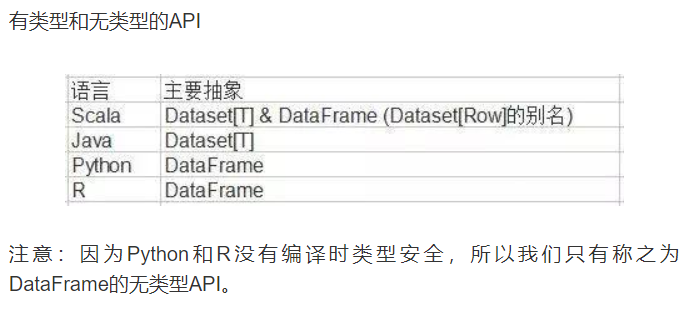 有类型和无类型的API
语言 主要抽象
Scala Dataset[T] & DataFrame (Dataset[Row]的别名)
Java Dataset[T]
Python DataFrame
R DataFrame
注意：因为Python和R没有编译时类型安全，所以我们只有称之为
DataFrame的无类型API。